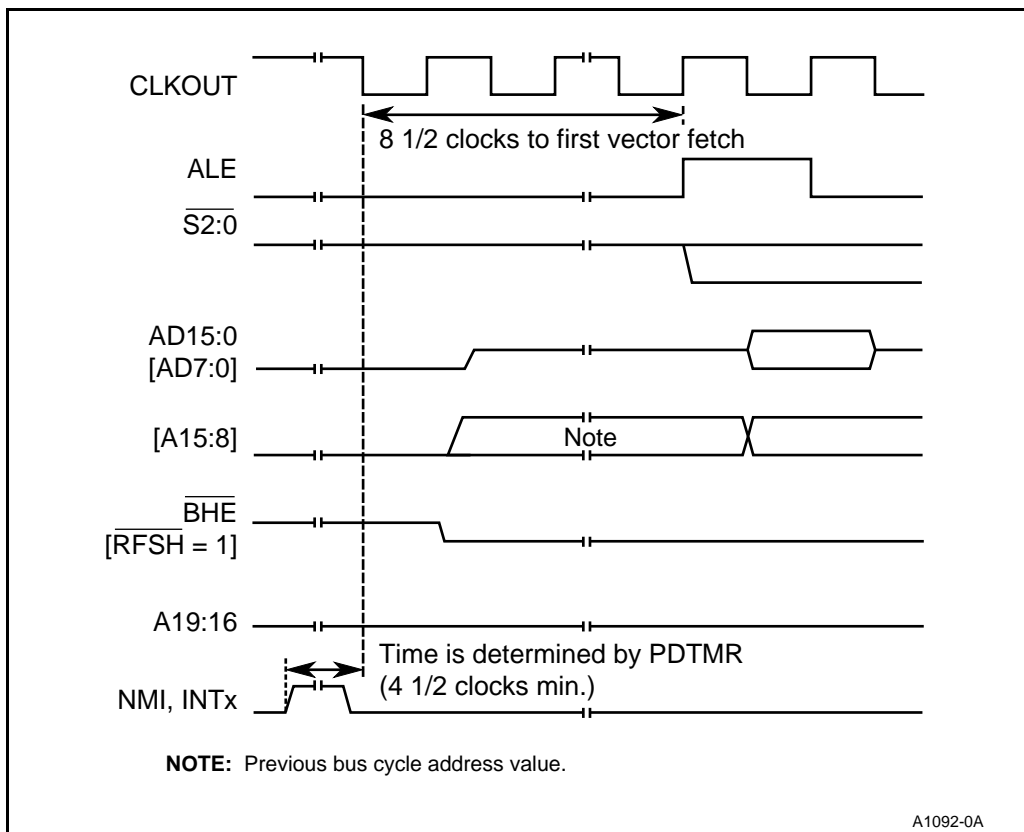 CLKOUT
8 1/2 clocks to first vector fetch
ALE
S2:0
AD15:0
[AD7:0]
[A15:8]
Note
BHE
[RFSH = 1]
A19:16
Time is determined by PDTMR
(4 1/2 clocks min.)
NMI, INTx
NOTE: Previous bus cycle address value.
A1092-0A